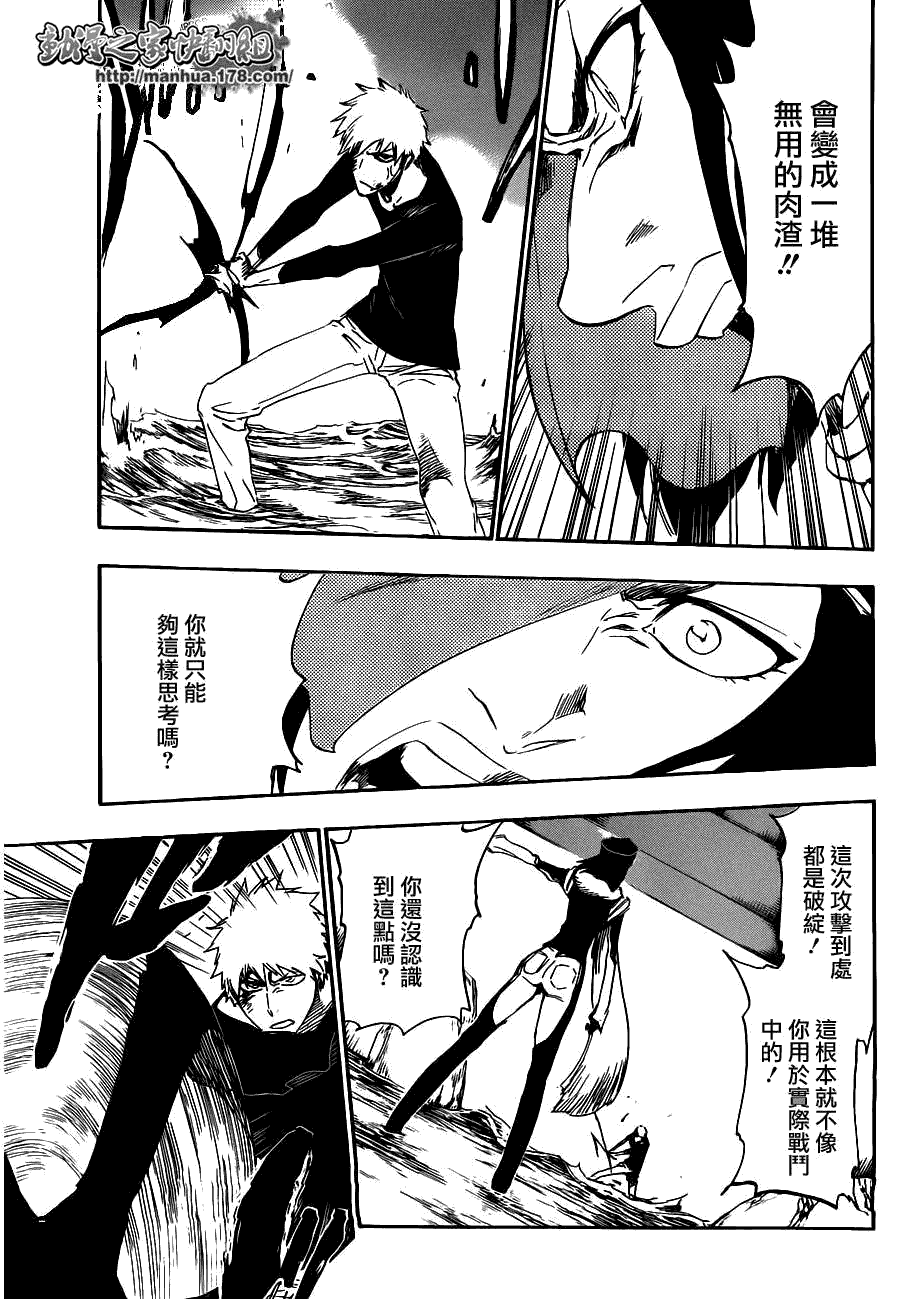 動漫之家汉化组
http://manhua.178.com/
會變成一堆
無用的肉渣!!
你就只能
夠這樣思考嗎?
這次攻擊到處
都是破綻!
這根本就不像
你用於實際戰鬥
中的!
你還沒認識
到這點嗎?